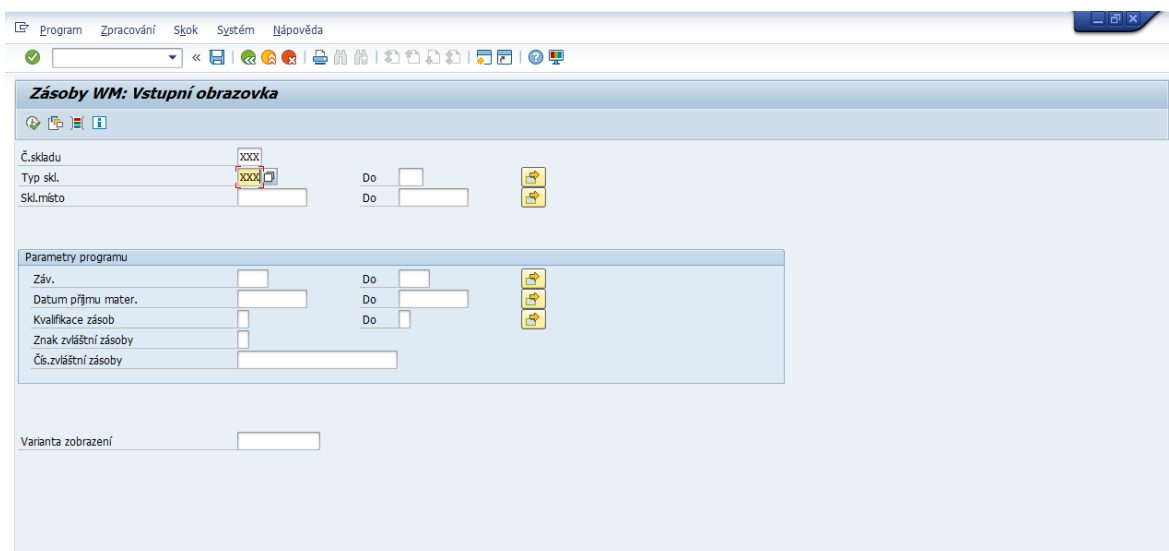 Program Zpracování Skok Systém Nápověda
Zásoby WM: Vstupní obrazovka
Č.skladu XXX
Typ skl. XXX Do
Skl.místo Do
Parametry programu
Záv. Do
Datum příjmu mater. Do
Kvalifikace zásob Do
Znak zvláštní zásoby
Čís.zvláštní zásoby
Varianta zobrazení